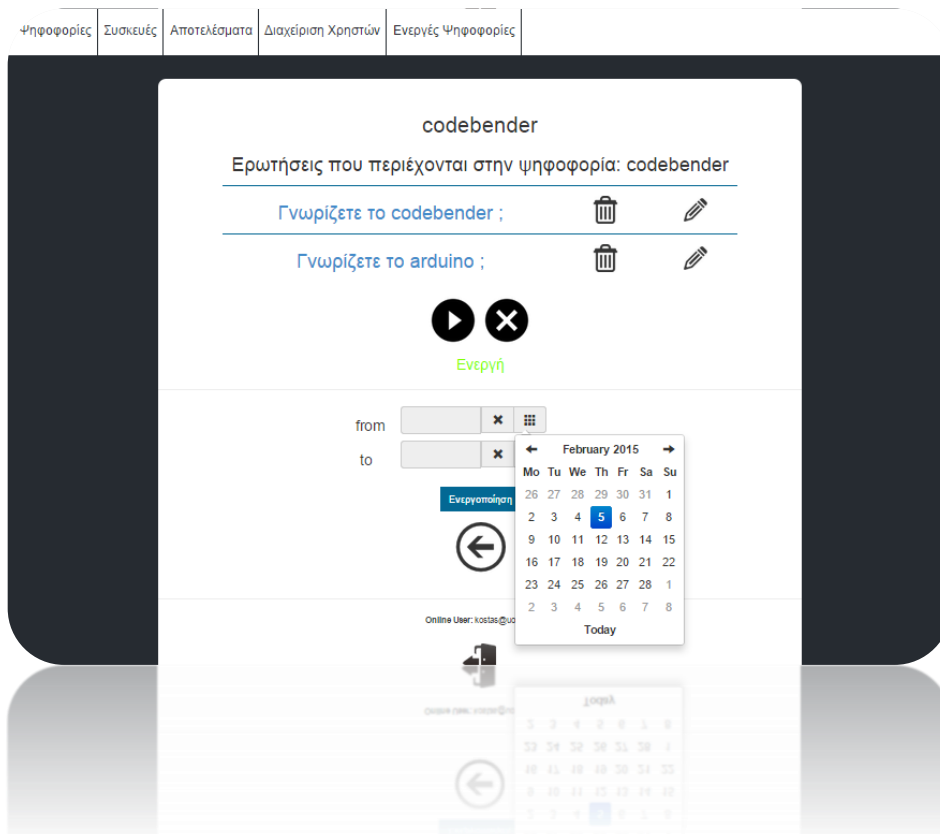 Ψηφοφορίες Συσκευές Αποτελέσματα Διαχείριση Χρηστών Ενεργές Ψηφοφορίες
codebender
Ερωτήσεις που περιέχονται στην ψηφοφορία: codebender
Γνωρίζετε το codebender ;
Γνωρίζετε το arduino ;
Ενεργή
from
to
February 2015
Mo Tu We Th Fr Sa Su
26 27 28 29 30 31 1
2 3 4 5 6 7 8
9 10 11 12 13 14 15
16 17 18 19 20 21 22
23 24 25 26 27 28 1
2 3 4 5 6 7 8
Today
Ενεργοποίηση
Online User: